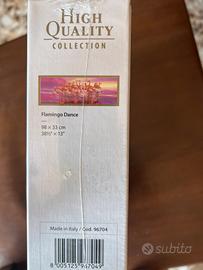 HIGH
QUALITY
COLLECTION
Flamingo Dance
98 × 33 cm
38½" × 13"
Made in Italy / Cod. 96704
8 005125 967049
subito